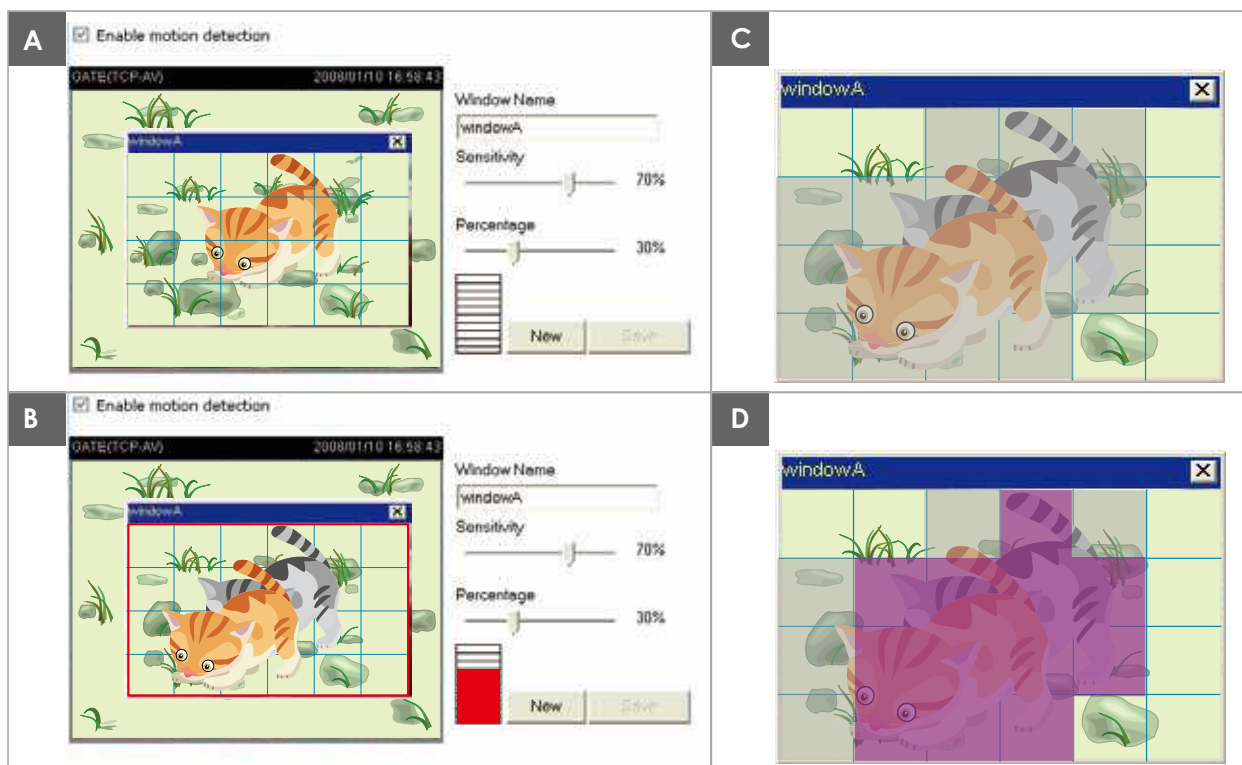 A
Enable motion detection
GATE(TCP-AV) 2008/01/10 16:58:43
windowA
Window Name
windowA
Sensitivity
70%
Percentage
30%
New Save
B
Enable motion detection
GATE(TCP-AV) 2008/01/10 16:58:43
windowA
Window Name
windowA
Sensitivity
70%
Percentage
30%
New Save
C
windowA
D
windowA